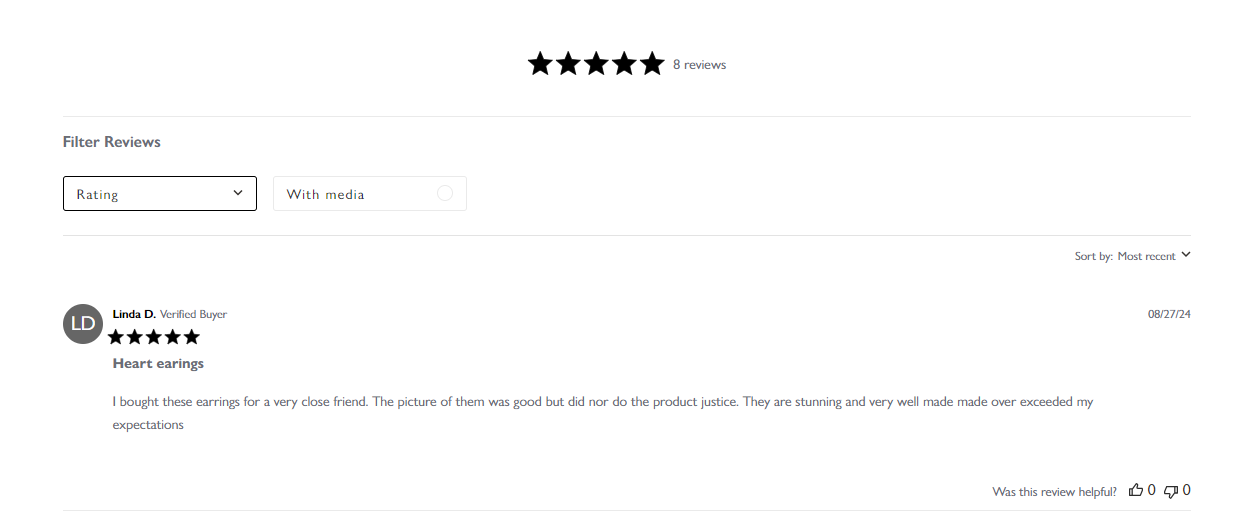 8 reviews
Filter Reviews
Rating
With media
Sort by: Most recent
LD
Linda D. Verified Buyer
08/27/24
Heart earings
I bought these earrings for a very close friend. The picture of them was good but did nor do the product justice. They are stunning and very well made made over exceeded my
expectations
Was this review helpful? 0 0